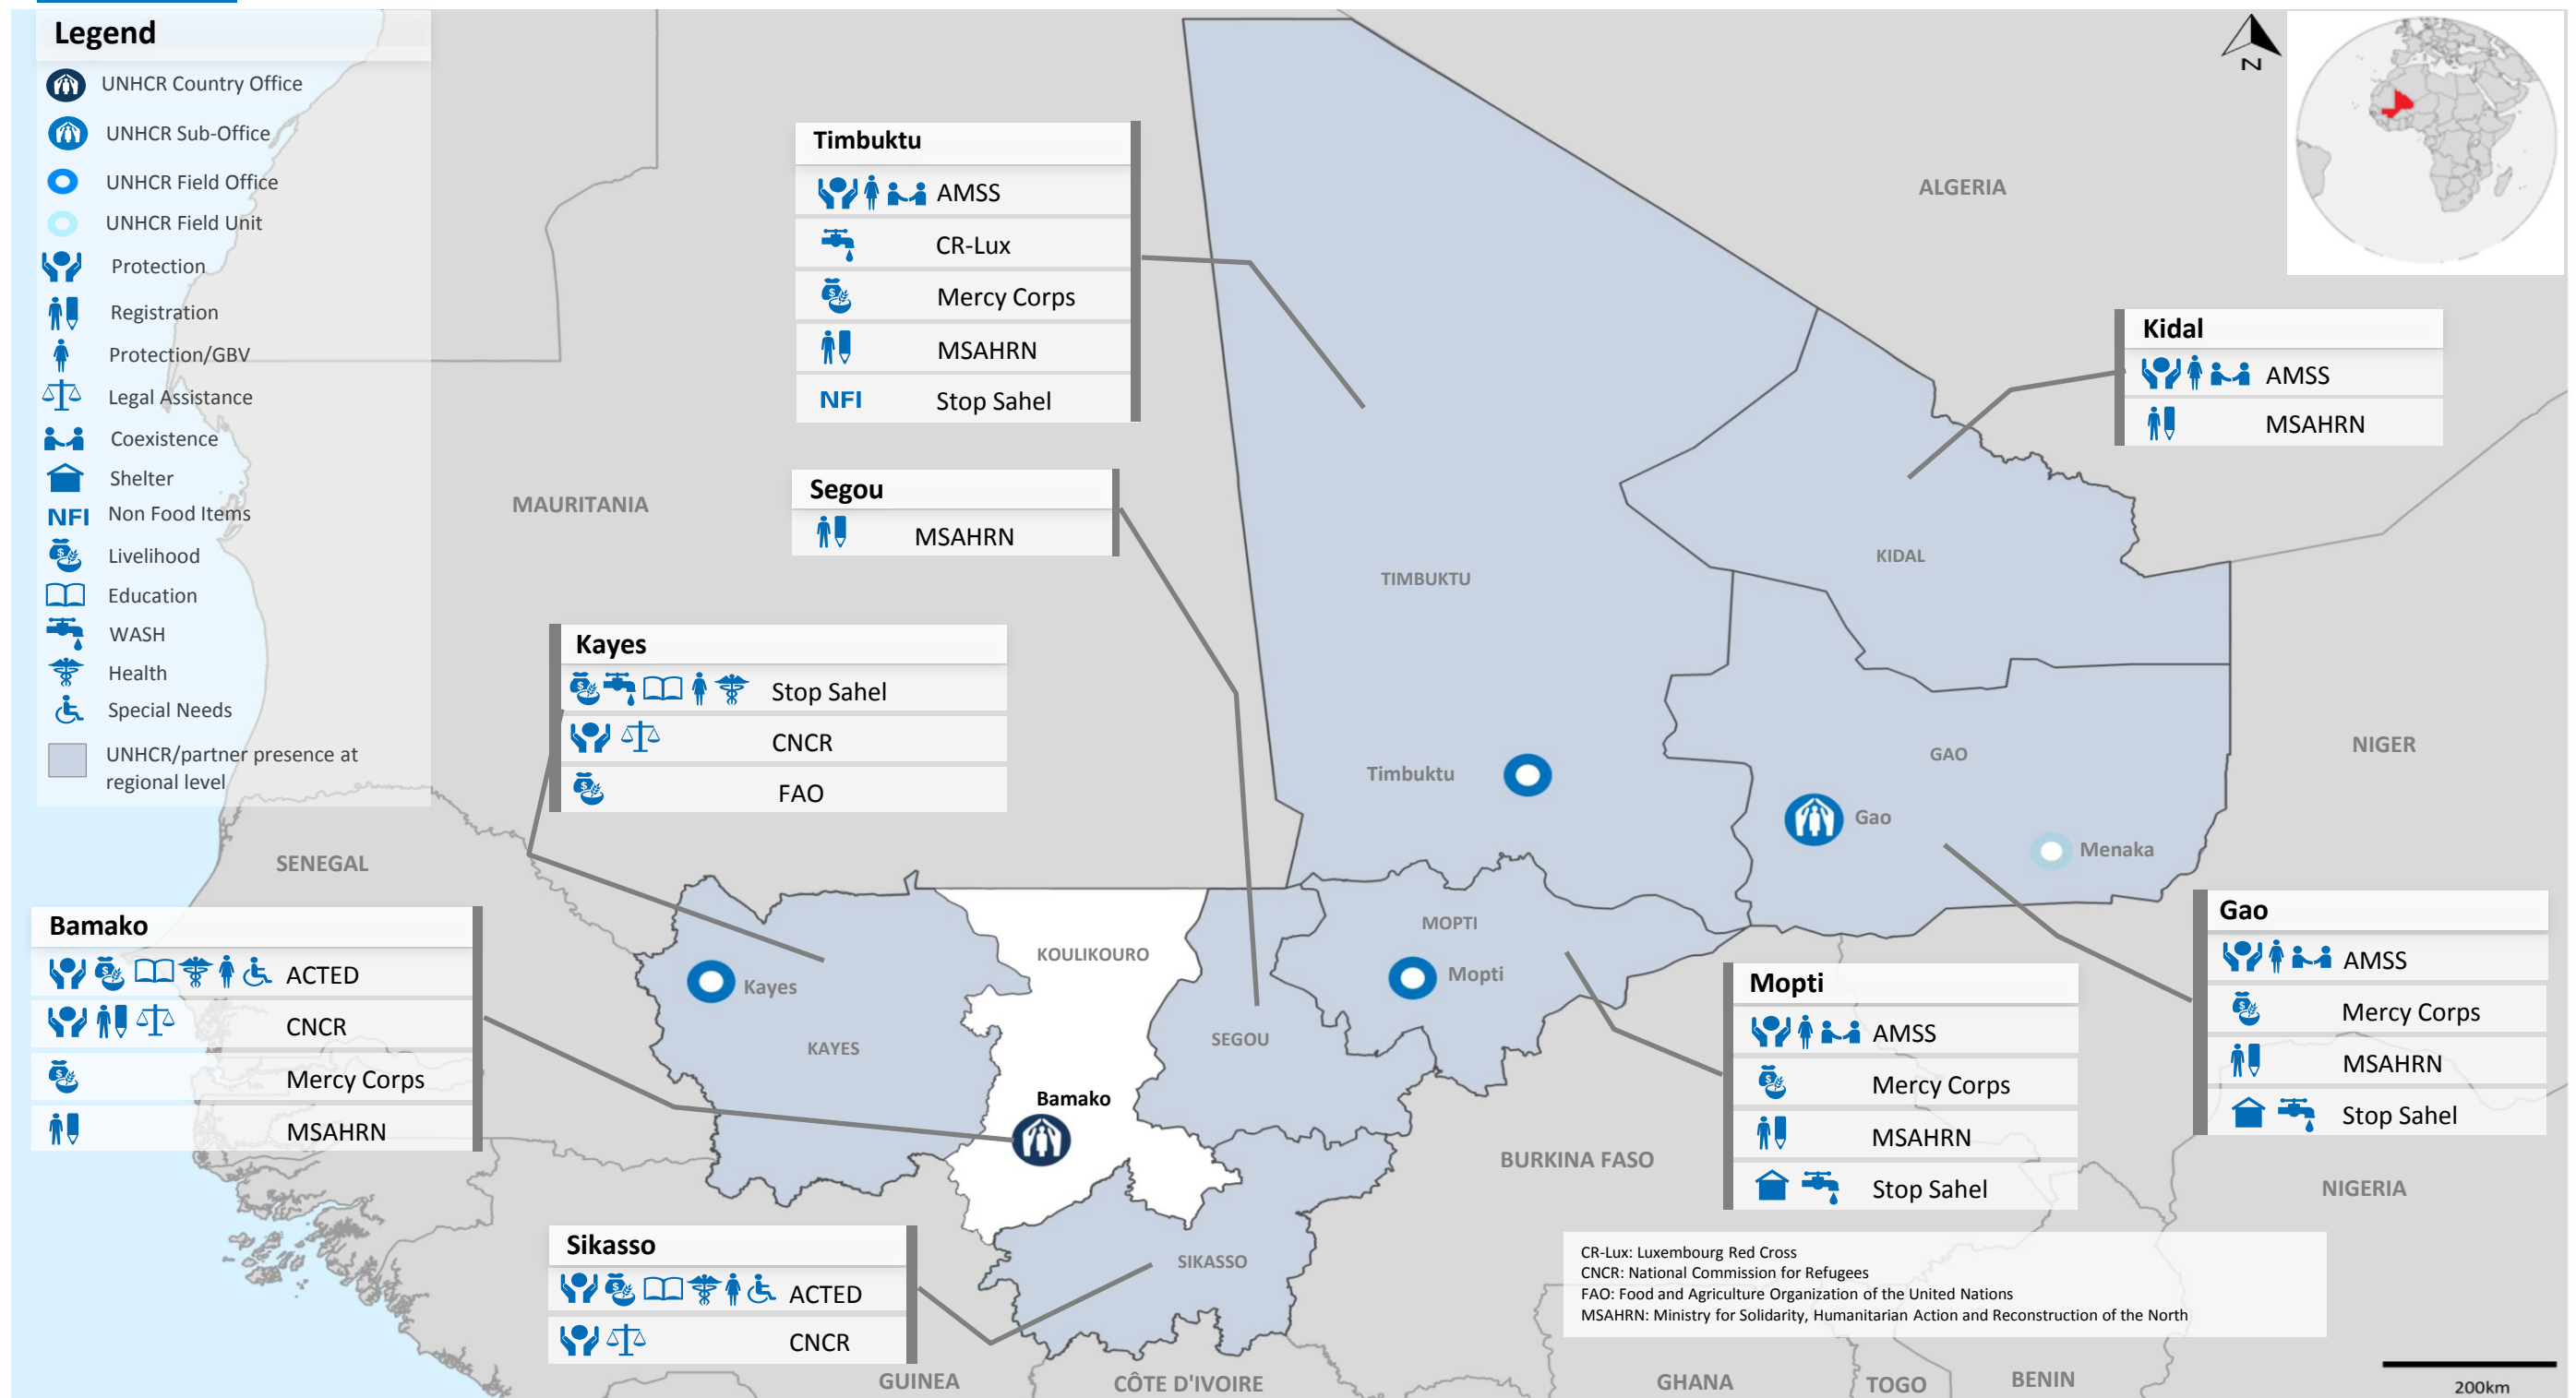 Legend
UNHCR Country Office
UNHCR Sub-Office
UNHCR Field Office
UNHCR Field Unit
Protection
Registration
Protection/GBV
Legal Assistance
Coexistence
Shelter
NFI Non Food Items
Livelihood
Education
WASH
Health
Special Needs
UNHCR/partner presence at
regional level
N
Timbuktu
AMSS
CR-Lux
Mercy Corps
MSAHRN
NFI Stop Sahel
Segou
MSAHRN
Kayes
Stop Sahel
CNCR
FAO
Bamako
ACTED
CNCR
Mercy Corps
MSAHRN
Sikasso
ACTED
CNCR
Kidal
AMSS
MSAHRN
Gao
AMSS
Mercy Corps
MSAHRN
Stop Sahel
Mopti
AMSS
Mercy Corps
MSAHRN
Stop Sahel
ALGERIA
MAURITANIA
TIMBUKTU
KIDAL
GAO
NIGER
Timbuktu
Gao
Menaka
SENEGAL
MOPTI
Mopti
KOULIKOURO
Kayes
KAYES
SEGOU
Bamako
BURKINA FASO
NIGERIA
SIKASSO
GUINEA
CÔTE D'IVOIRE
GHANA
TOGO
BENIN
CR-Lux: Luxembourg Red Cross
CNCR: National Commission for Refugees
FAO: Food and Agriculture Organization of the United Nations
MSAHRN: Ministry for Solidarity, Humanitarian Action and Reconstruction of the North
200km